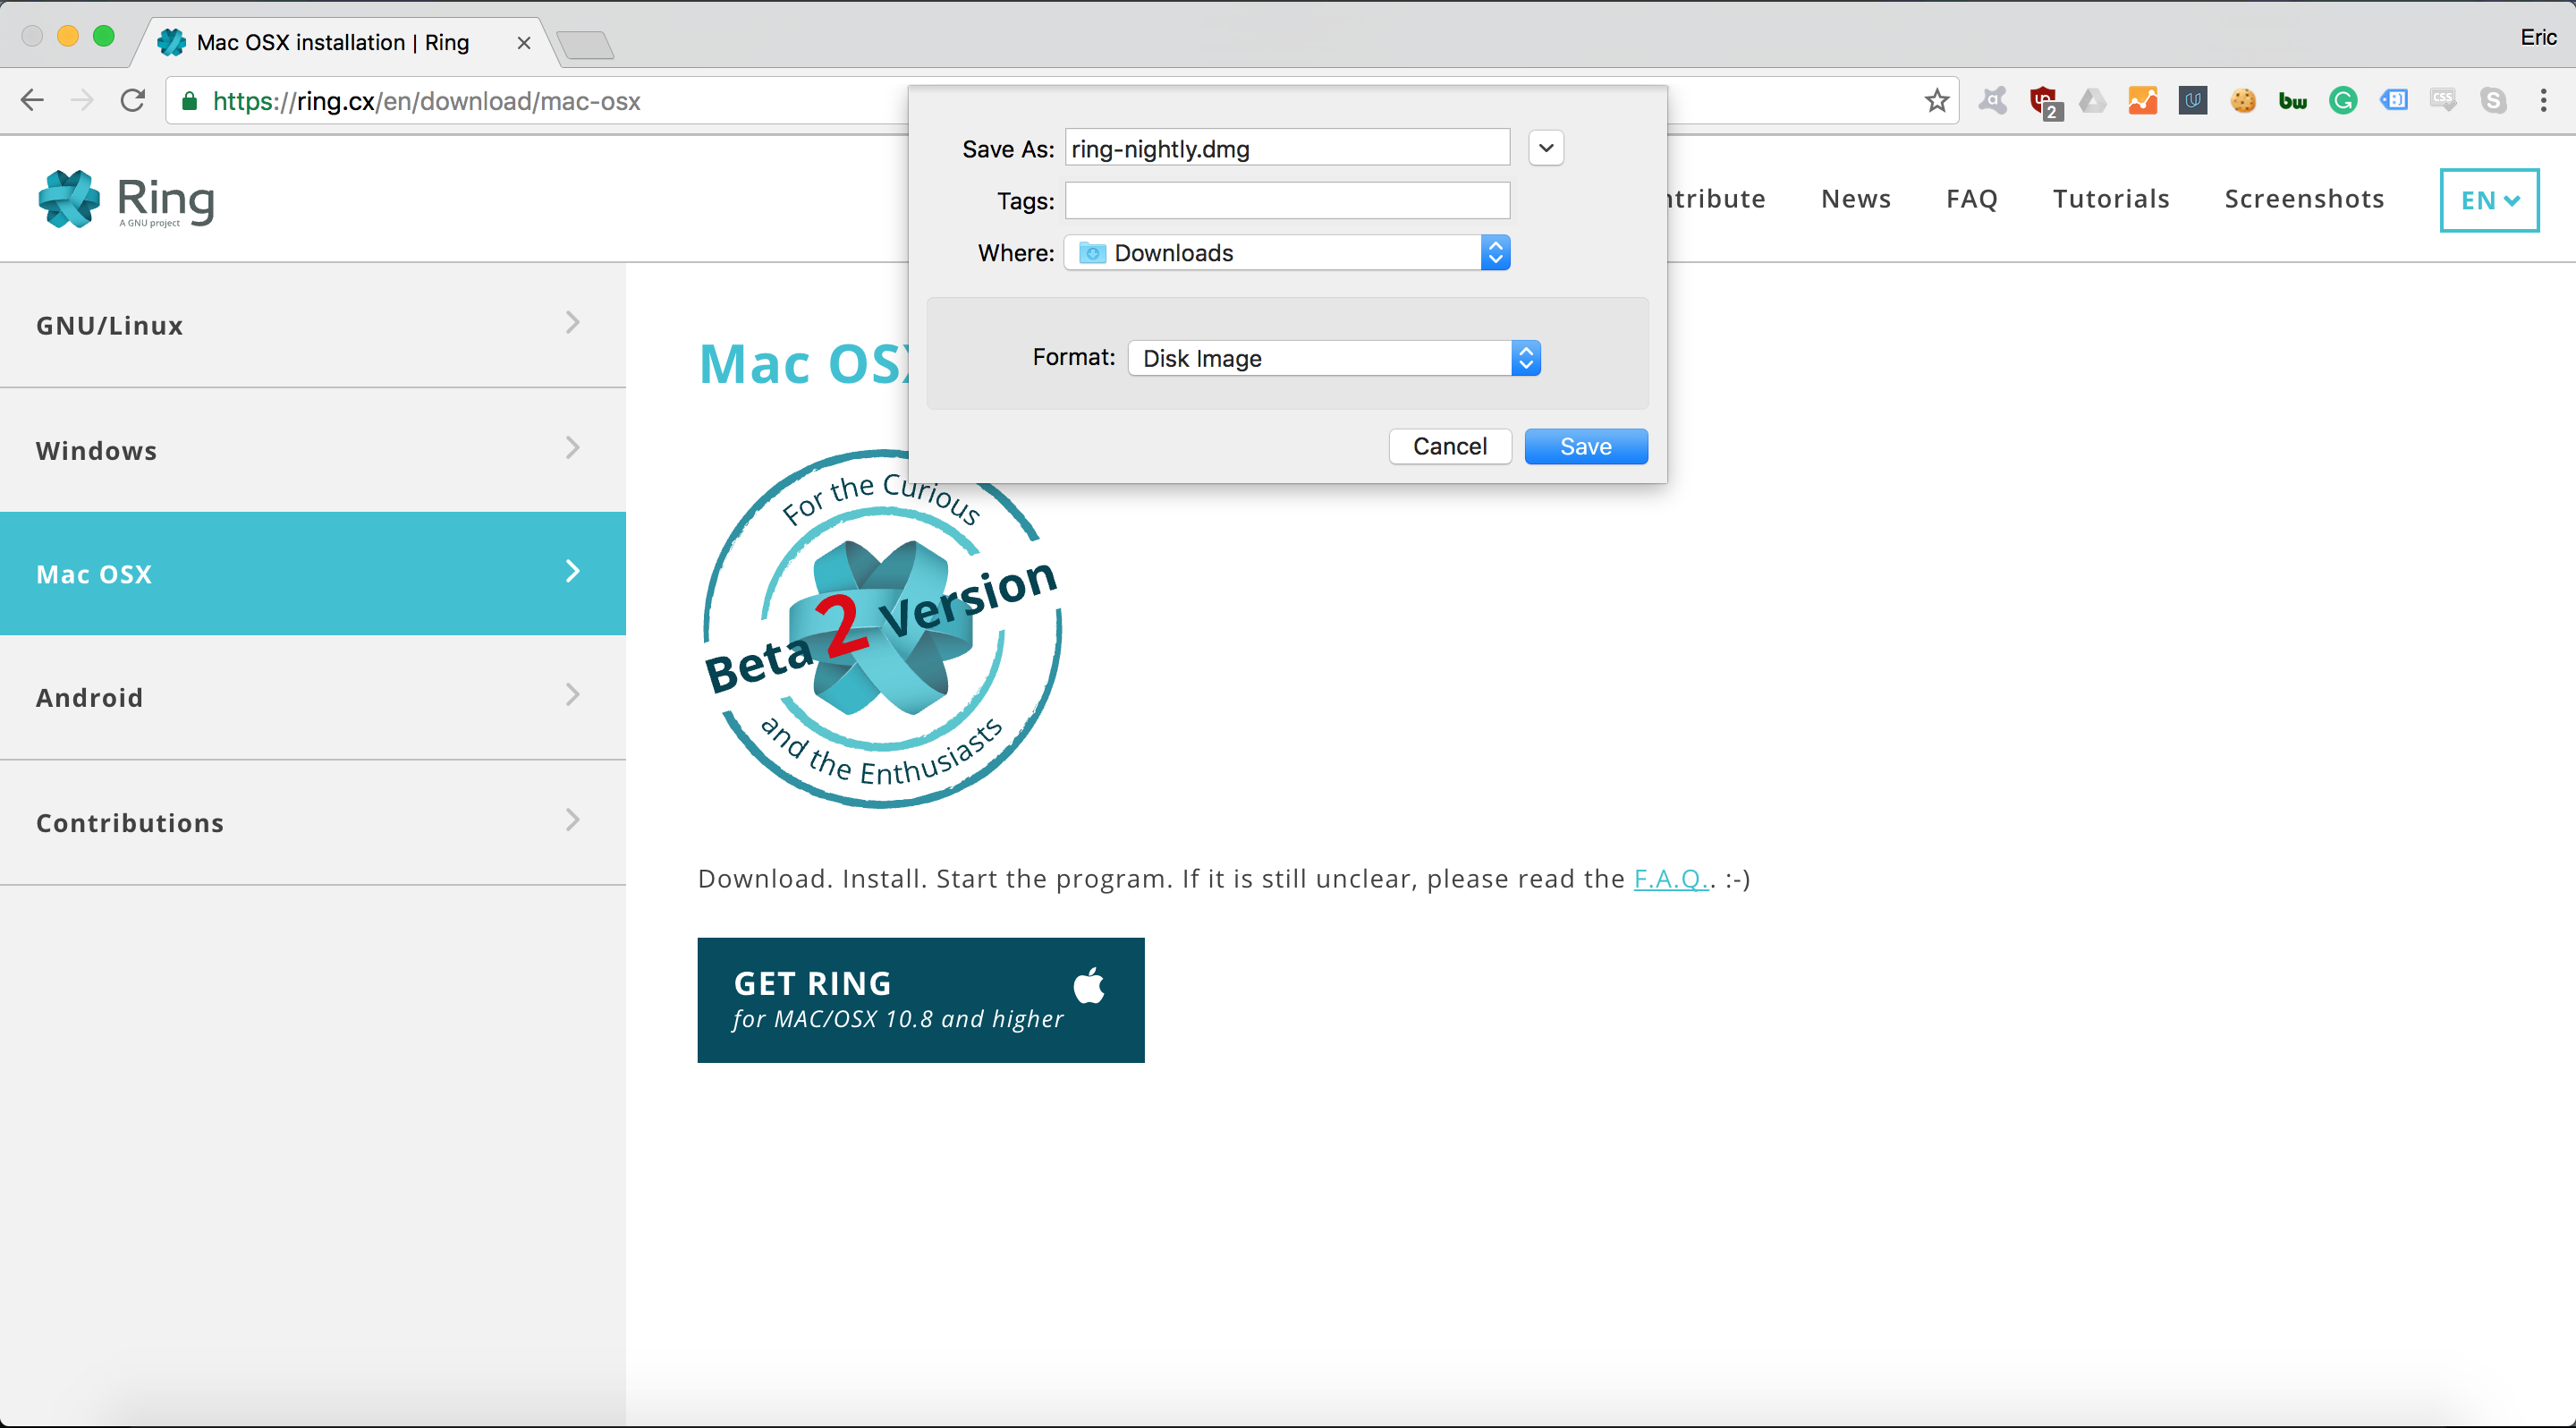 Mac OSX installation | Ring
Eric
https://ring.cx/en/download/mac-osx
2
Save As: ring-nightly.dmg
Tags:
Where: Downloads
Format: Disk Image
Cancel Save
Ring
A GNU project
ntribute News FAQ Tutorials Screenshots EN
GNU/Linux
Windows
Mac OSX
Android
Contributions
Mac OSX
For the Curious
Beta 2 Version
and the Enthusiasts
Download. Install. Start the program. If it is still unclear, please read the F.A.Q.. :-)
GET RING
for MAC/OSX 10.8 and higher